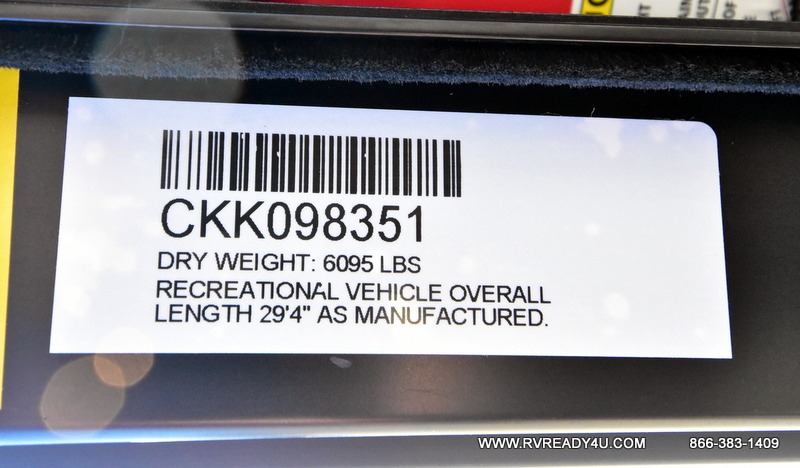 CKK098351
DRY WEIGHT: 6095 LBS
RECREATIONAL VEHICLE OVERALL
LENGTH 29'4" AS MANUFACTURED.
WWW.RVREADY4U.COM 866-383-1409